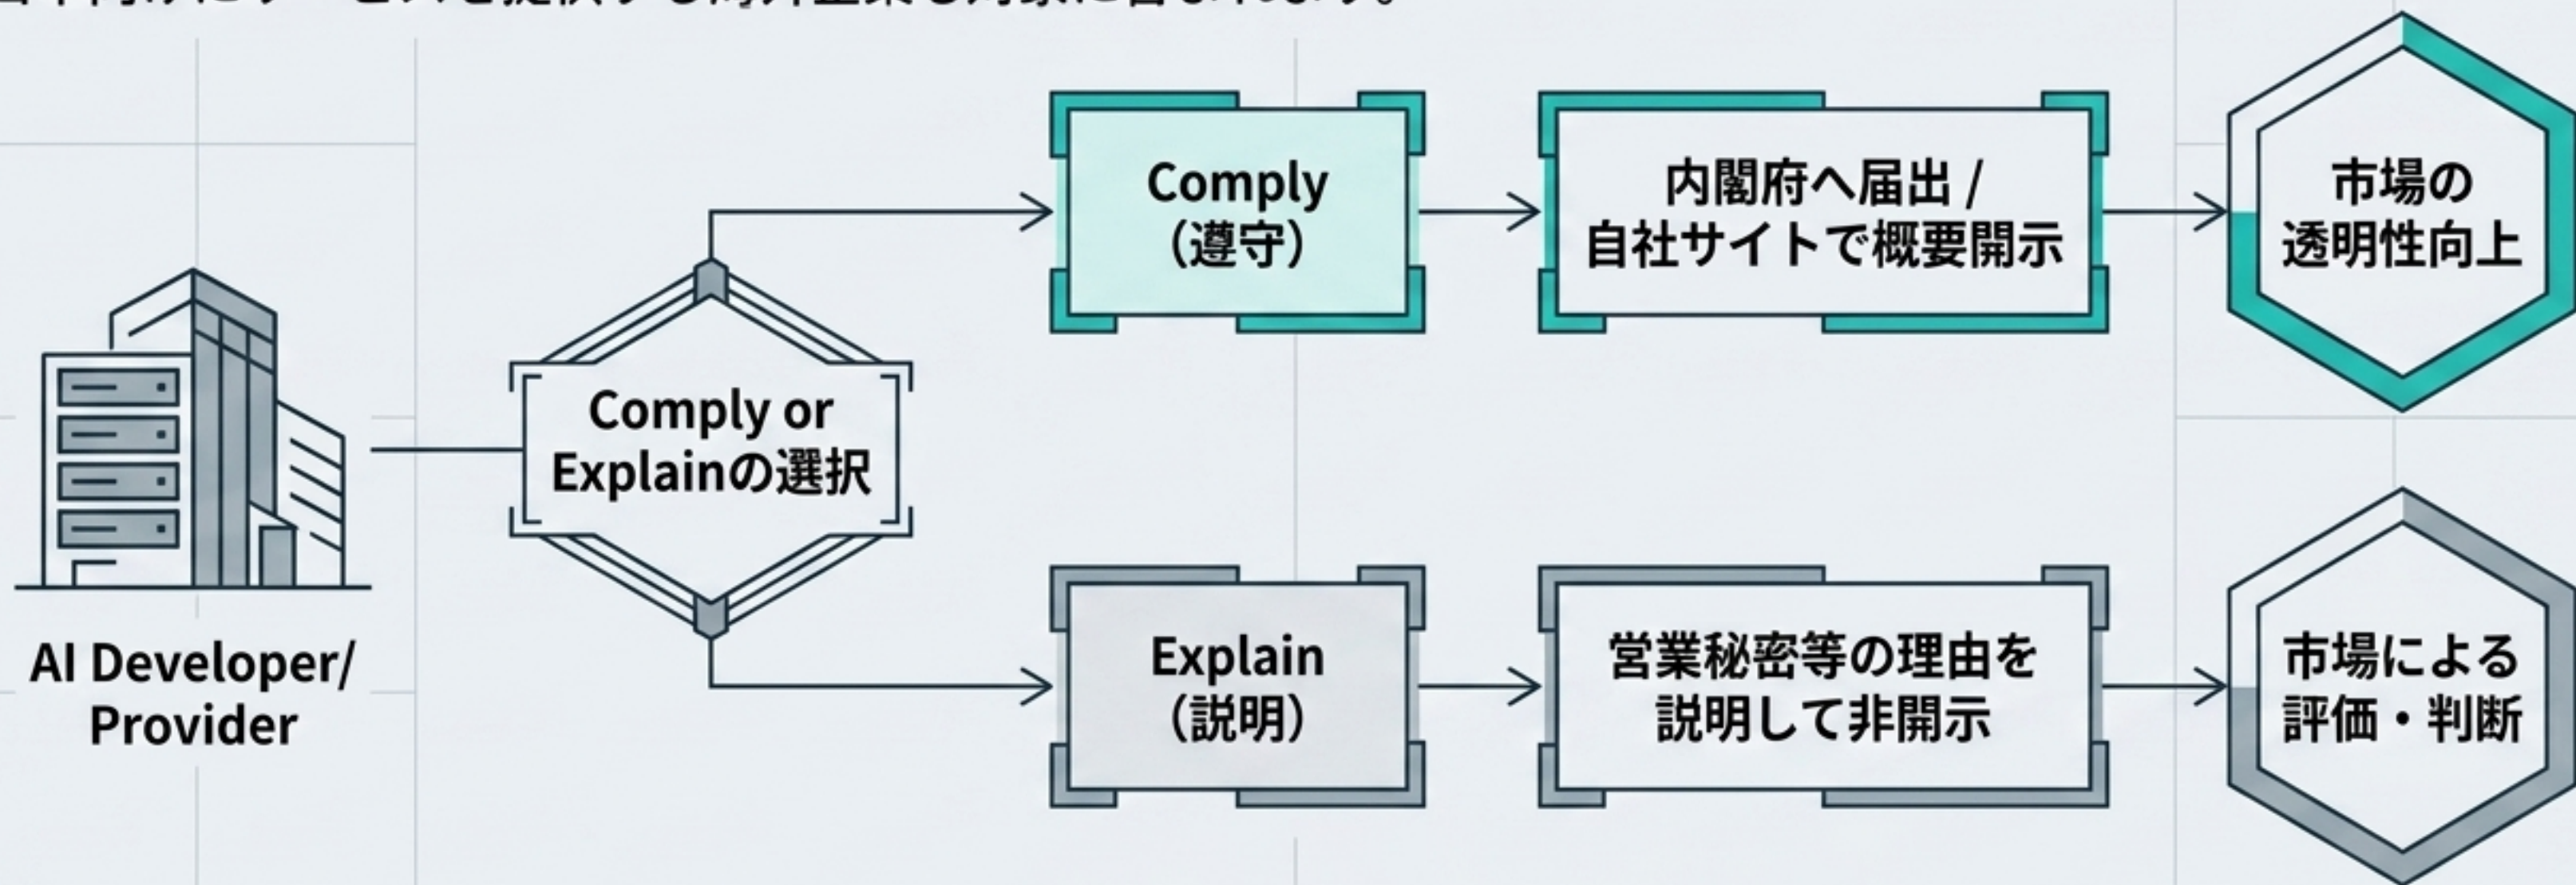 Comply
（遵守）
内閣府へ届出 /
自社サイトで概要開示
市場の
透明性向上
Comply or
Explainの選択
AI Developer/
Provider
Explain
（説明）
営業秘密等の理由を
説明して非開示
市場による
評価・判断